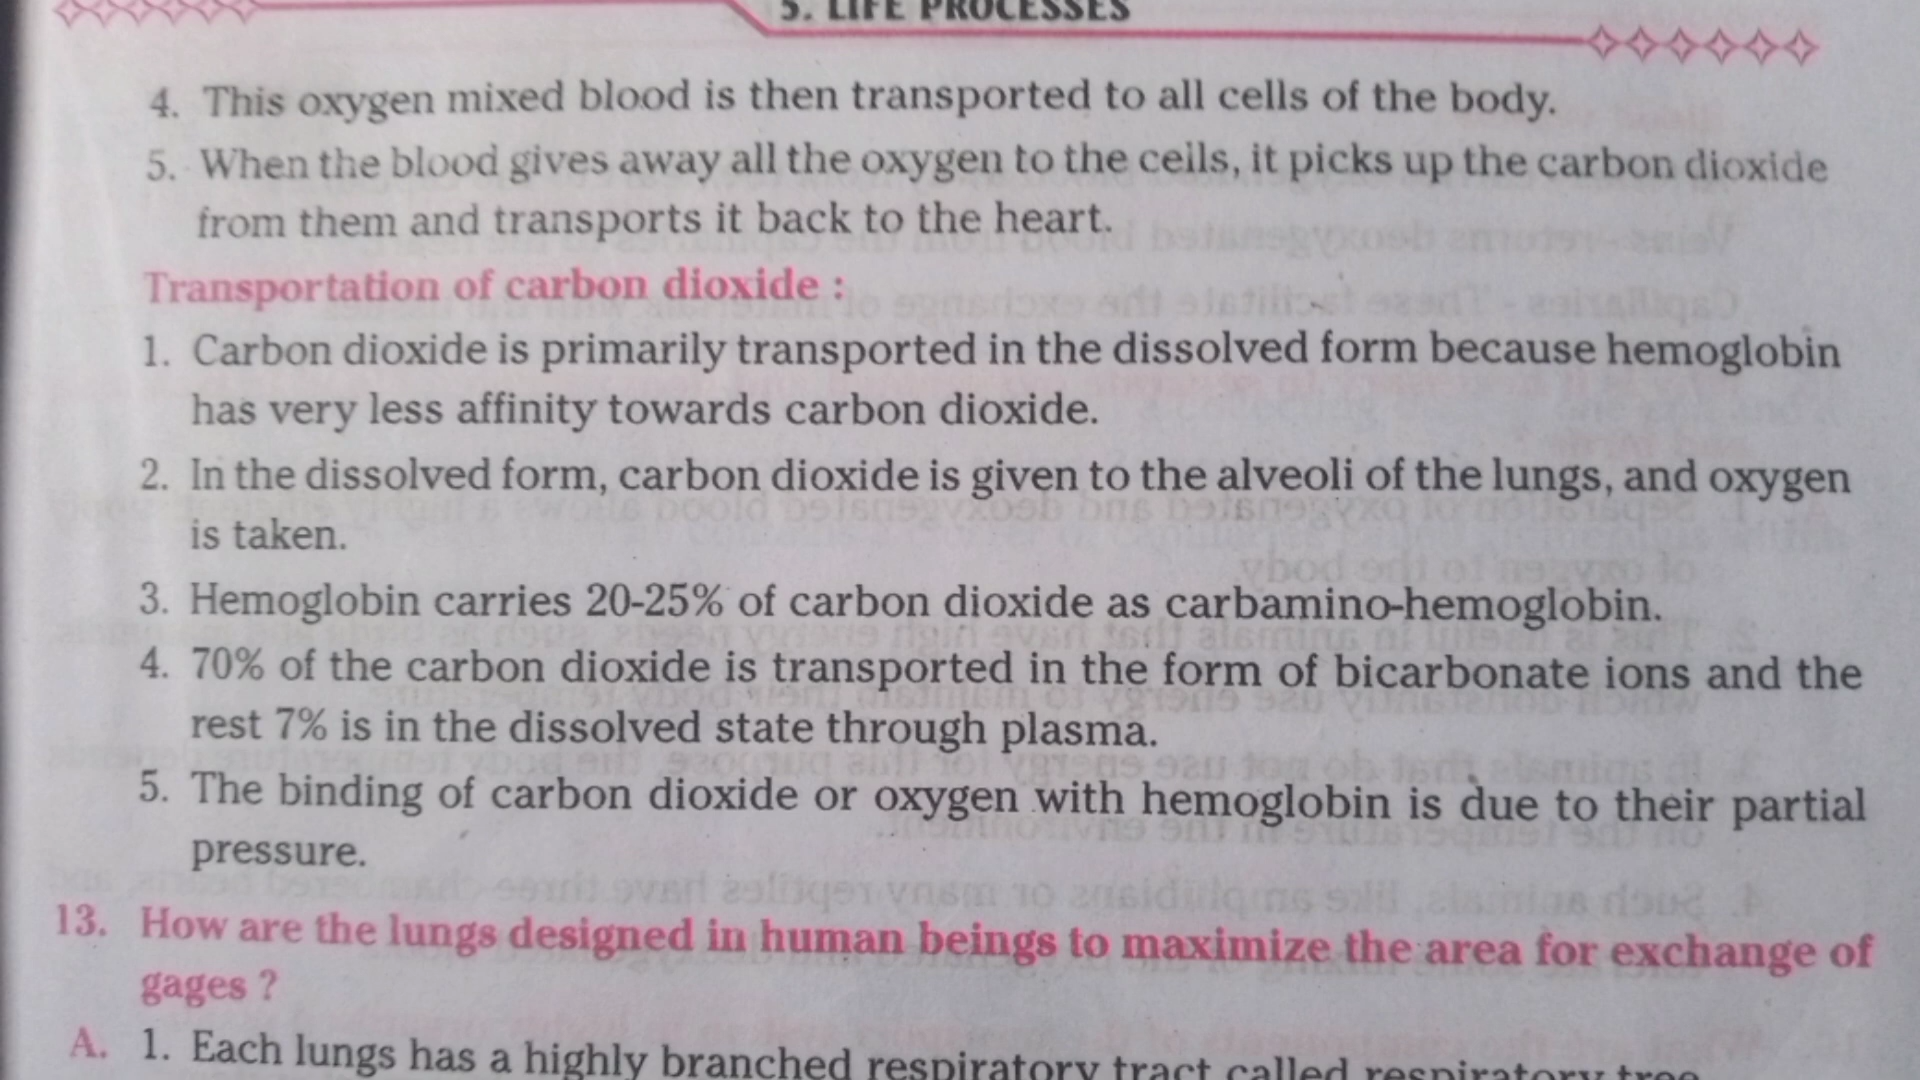 5. LIFE PROCESSES
4. This oxygen mixed blood is then transported to all cells of the body.
5. When the blood gives away all the oxygen to the cells, it picks up the carbon dioxide
from them and transports it back to the heart.
Transportation of carbon dioxide :
1. Carbon dioxide is primarily transported in the dissolved form because hemoglobin
has very less affinity towards carbon dioxide.
2. In the dissolved form, carbon dioxide is given to the alveoli of the lungs, and oxygen
is taken.
3. Hemoglobin carries 20-25% of carbon dioxide as carbamino-hemoglobin.
4. 70% of the carbon dioxide is transported in the form of bicarbonate ions and the
rest 7% is in the dissolved state through plasma.
5. The binding of carbon dioxide or oxygen with hemoglobin is due to their partial
pressure.
13. How are the lungs designed in human beings to maximize the area for exchange of
gages ?
A. 1. Each lungs has a highly branched respiratory tract called respiratory tree